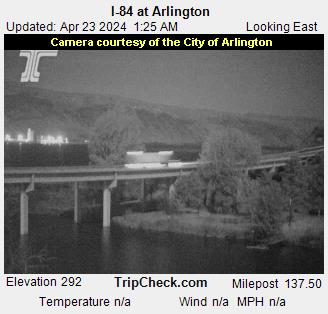 I-84 at Arlington
Updated: Apr 23 2024 1:25 AM Looking East
Camera courtesy of the City of Arlington
Elevation 292 TripCheck.com Milepost 137.50
Temperature n/a Wind n/a MPH n/a